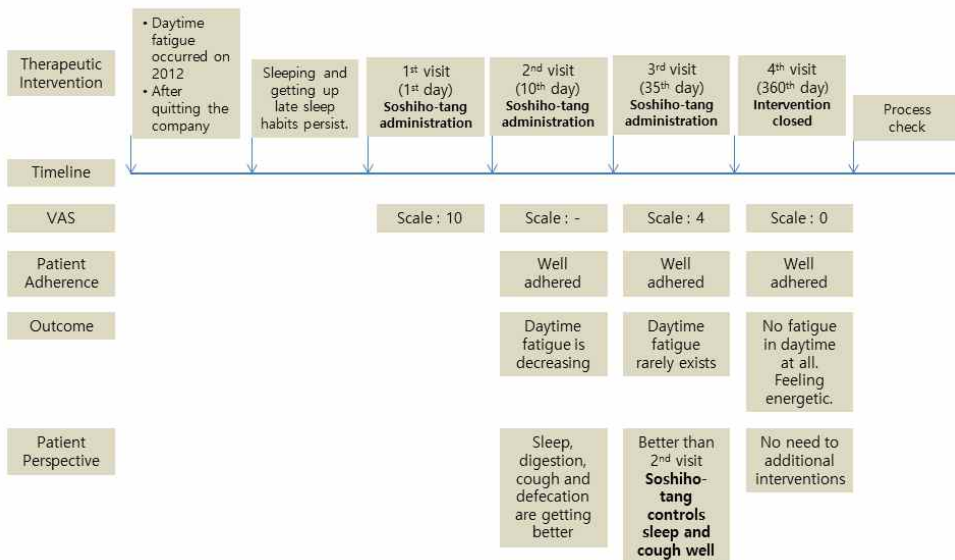 Therapeutic
Intervention
• Daytime
fatigue
occurred on
2012
• After
quitting the
company
Sleeping and
getting up
late sleep
habits persist.
1st visit
(1st day)
Soshiho-tang
administration
2nd visit
(10th day)
Soshiho-tang
administration
3rd visit
(35th day)
Soshiho-tang
administration
4th visit
(360th day)
Intervention
closed
Process
check
Timeline
VAS
Scale : 10
Scale : -
Scale : 4
Scale : 0
Patient
Adherence
Well
adhered
Well
adhered
Well
adhered
Outcome
Daytime
fatigue is
decreasing
Daytime
fatigue
rarely exists
No fatigue
in daytime
at all.
Feeling
energetic.
Patient
Perspective
Sleep,
digestion,
cough and
defecation
are getting
better
Better than
2nd visit
Soshiho-
tang
controls
sleep and
cough well
No need to
additional
interventions